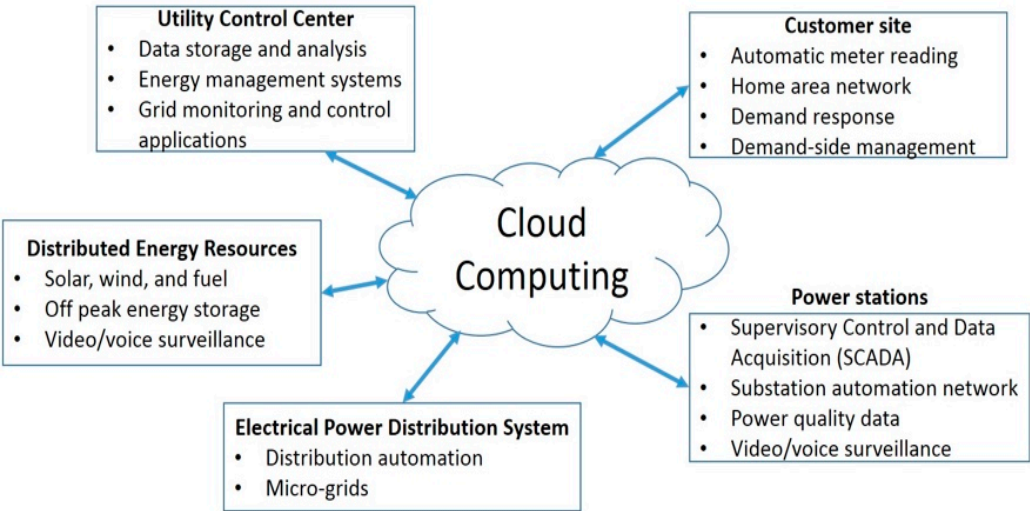 Utility Control Center
• Data storage and analysis
• Energy management systems
• Grid monitoring and control
applications
Customer site
• Automatic meter reading
• Home area network
• Demand response
• Demand-side management
Cloud
Computing
Distributed Energy Resources
• Solar, wind, and fuel
• Off peak energy storage
• Video/voice surveillance
Power stations
• Supervisory Control and Data
Acquisition (SCADA)
• Substation automation network
• Power quality data
• Video/voice surveillance
Electrical Power Distribution System
• Distribution automation
• Micro-grids